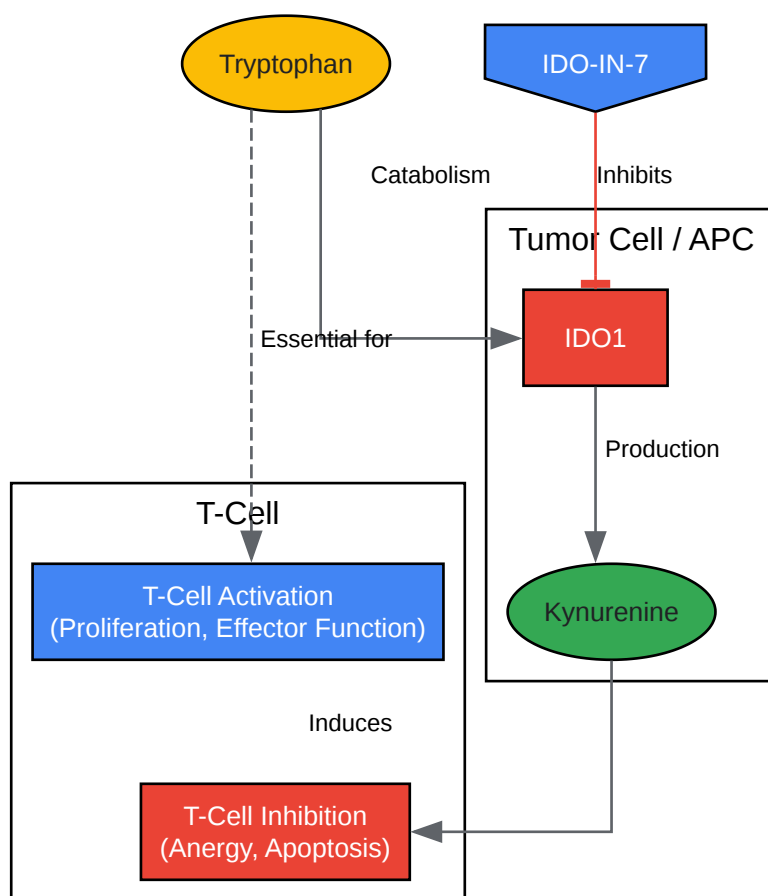 Tryptophan
IDO-IN-7
Catabolism
Inhibits
Tumor Cell / APC
Essential for
IDO1
Production
T-Cell
T-Cell Activation
(Proliferation, Effector Function)
Kynurenine
Induces
T-Cell Inhibition
(Anergy, Apoptosis)